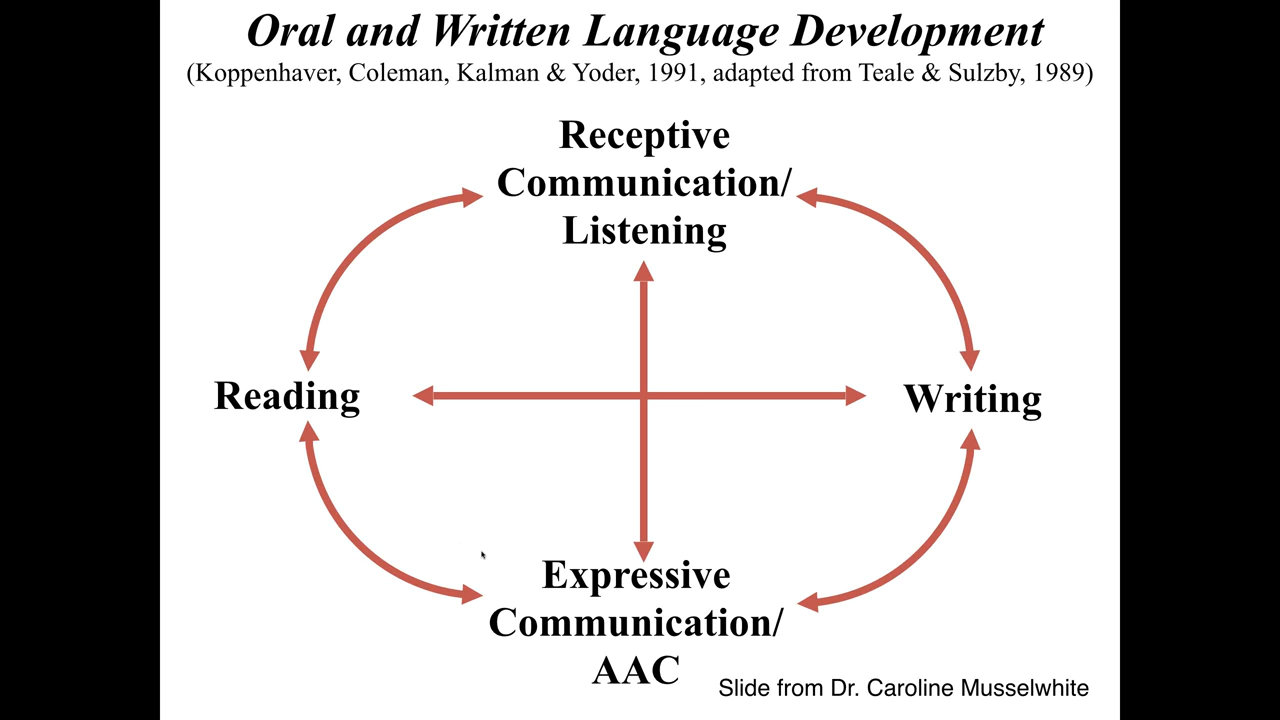 Oral and Written Language Development
(Koppenhaver, Coleman, Kalman & Yoder, 1991, adapted from Teale & Sulzby, 1989)
Receptive
Communication/
Listening
Reading
Writing
Expressive
Communication/
AAC
Slide from Dr. Caroline Musselwhite